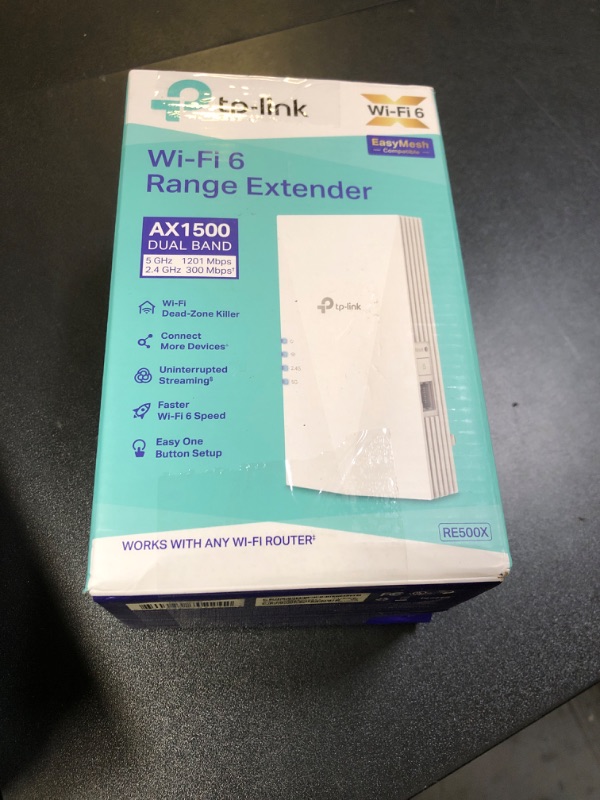 tp-link
Wi-Fi 6
EasyMesh
Compatible
Wi-Fi 6
Range Extender
AX1500
DUAL BAND
5 GHz 1201 Mbps
2.4 GHz 300 Mbps†
tp-link
Wi-Fi
Dead-Zone Killer
Connect
More Devices
Uninterrupted
Streaming§
Faster
Wi-Fi 6 Speed
Easy One
Button Setup
WORKS WITH ANY WI-FI ROUTER‡
RE500X